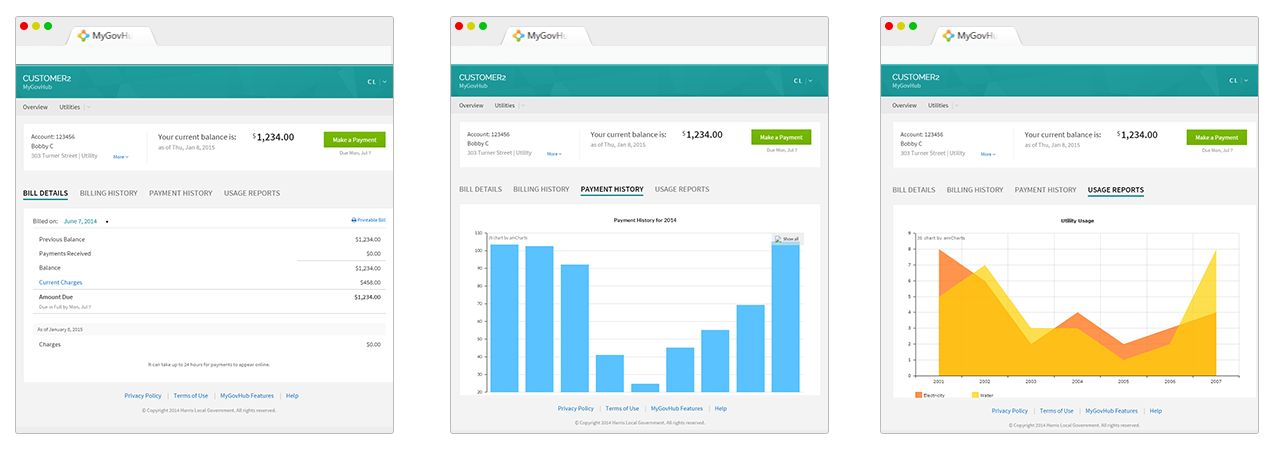 MyGovHu
CUSTOMER2
MyGovHub
C L
Overview Utilities
Account: 123456
Bobby C
303 Turner Street | Utility
More
Your current balance is:
as of Thu, Jan 8, 2015
$1,234.00
Make a Payment
Due Mon, Jul 7
BILL DETAILS BILLING HISTORY PAYMENT HISTORY USAGE REPORTS
Billed on: June 7, 2014
Printable Bill
Previous Balance $1,234.00
Payments Received $0.00
Balance $1,234.00
Current Charges $458.00
Amount Due $1,234.00
Due in Full by Mon, Jul 7
As of January 8, 2015
Charges $0.00
It can take up to 24 hours for payments to appear online.
Privacy Policy | Terms of Use | MyGovHub Features | Help
© Copyright 2014 Harris Local Government. All rights reserved.
MyGovHu
CUSTOMER2
MyGovHub
C L
Overview Utilities
Account: 123456
Bobby C
303 Turner Street | Utility
More
Your current balance is:
as of Thu, Jan 8, 2015
$1,234.00
Make a Payment
Due Mon, Jul 7
BILL DETAILS BILLING HISTORY PAYMENT HISTORY USAGE REPORTS
Payment History for 2014
JS chart by amCharts
Show all
110
100
90
80
70
60
50
40
30
20
Privacy Policy | Terms of Use | MyGovHub Features | Help
© Copyright 2014 Harris Local Government. All rights reserved.
MyGovHu
CUSTOMER2
MyGovHub
C L
Overview Utilities
Account: 123456
Bobby C
303 Turner Street | Utility
More
Your current balance is:
as of Thu, Jan 8, 2015
$1,234.00
Make a Payment
Due Mon, Jul 7
BILL DETAILS BILLING HISTORY PAYMENT HISTORY USAGE REPORTS
Utility Usage
JS chart by amCharts
9
8
7
6
5
4
3
2
1
0
2001 2002 2003 2004 2005 2006 2007
Electricity Water
Privacy Policy | Terms of Use | MyGovHub Features | Help
© Copyright 2014 Harris Local Government. All rights reserved.